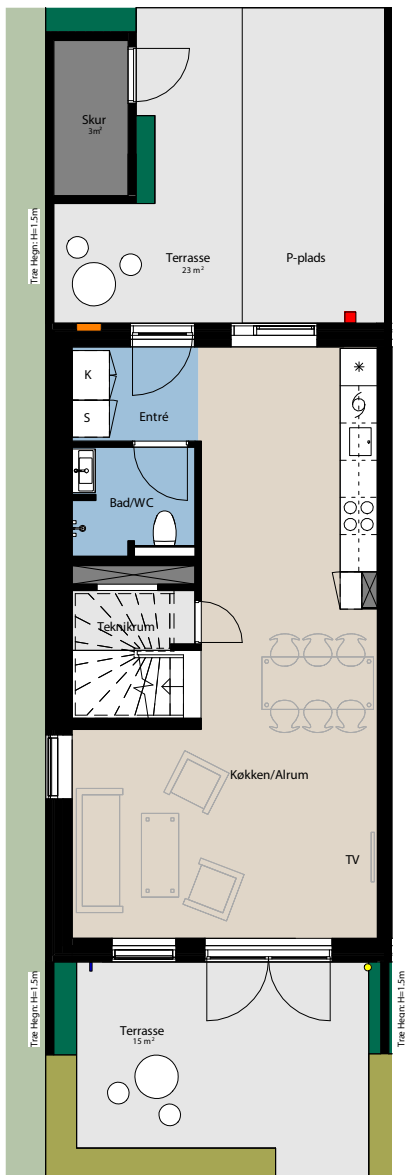 Skur
3m²
Træ Hegn: H=1.5m
Terrasse
23 m²
P-plads
K
S
Entré
Bad/WC
Teknikrum
Køkken/Alrum
TV
Træ Hegn: H=1.5m
Træ Hegn: H=1.5m
Terrasse
15 m²